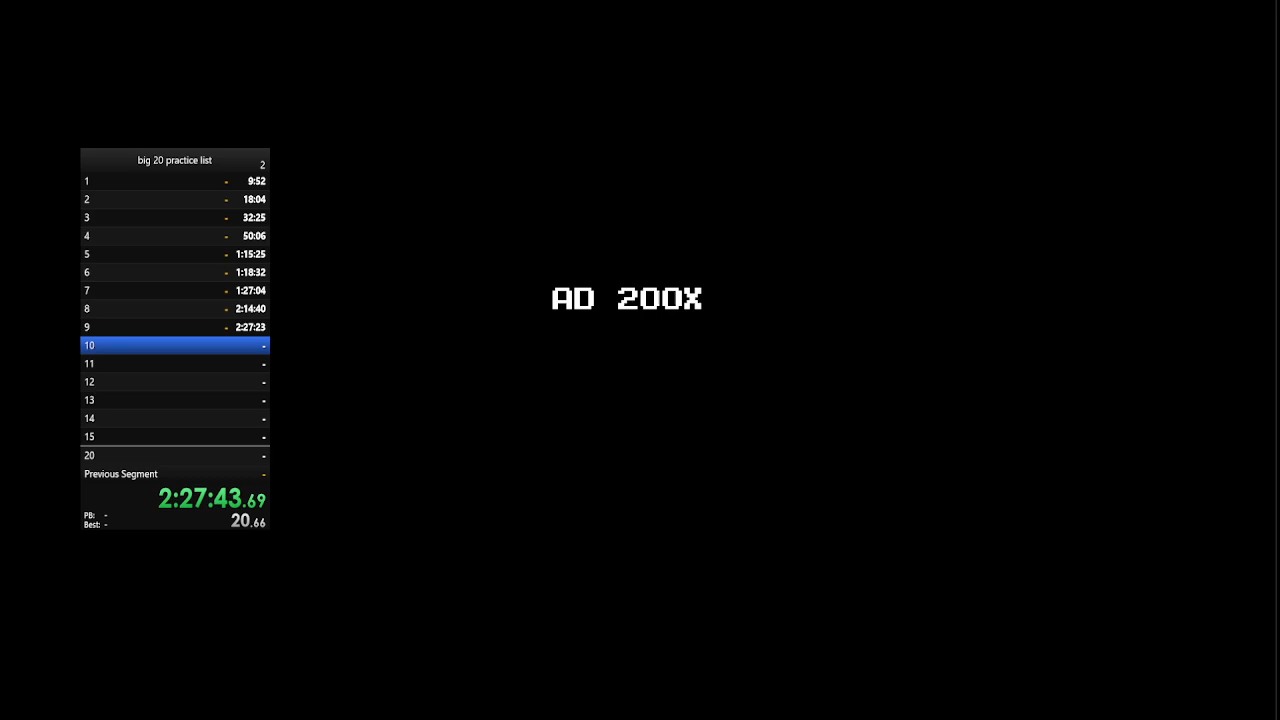 big 20 practice list
2
1 - 9:52
2 - 18:04
3 - 32:25
4 - 50:06
5 - 1:15:25
6 - 1:18:32
7 - 1:27:04
8 - 2:14:40
9 - 2:27:23
10 -
11 -
12 -
13 -
14 -
15 -
20 -
Previous Segment -
2:27:43.69
PB: -
Best: - 20.66
AD 200X